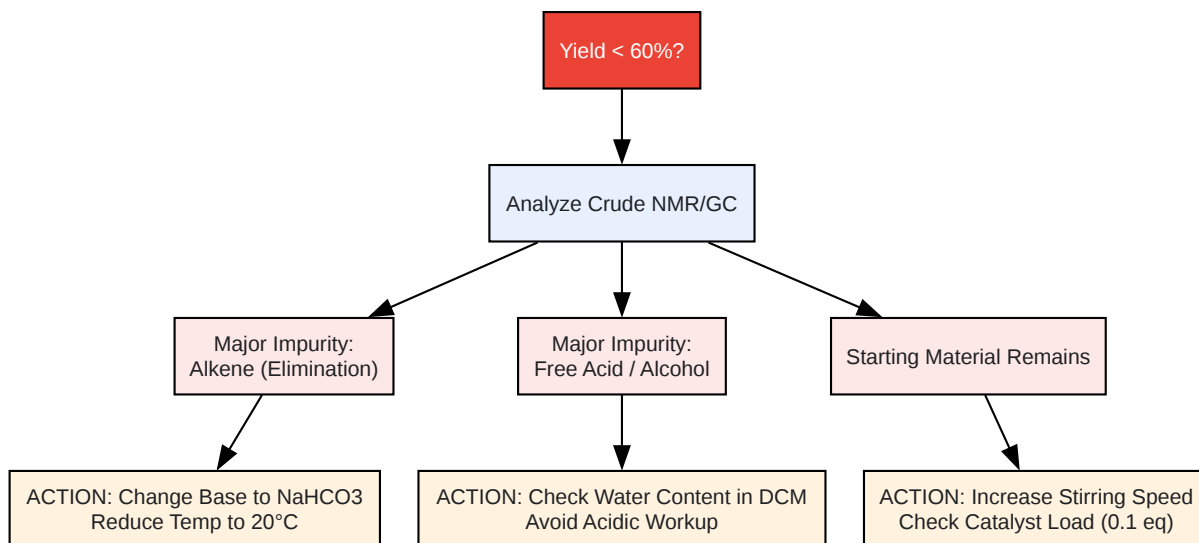 Yield < 60%?
Analyze Crude NMR/GC
Major Impurity:
Alkene (Elimination)
Major Impurity:
Free Acid / Alcohol
Starting Material Remains
ACTION: Change Base to NaHCO3
Reduce Temp to 20°C
ACTION: Check Water Content in DCM
Avoid Acidic Workup
ACTION: Increase Stirring Speed
Check Catalyst Load (0.1 eq)